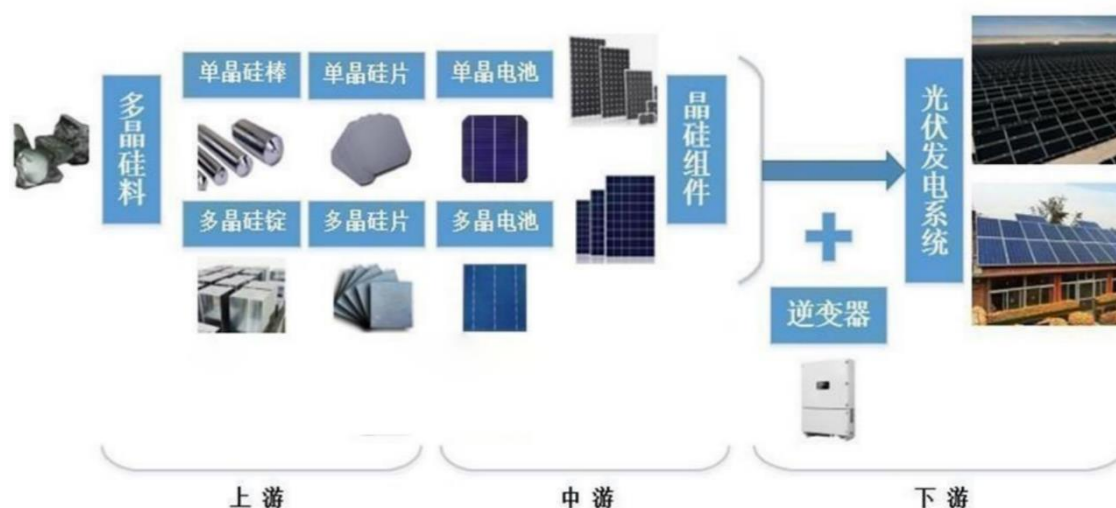 多晶硅料
单晶硅棒
单晶硅片
单晶电池
多晶硅锭
多晶硅片
多晶电池
晶硅组件
逆变器
光伏发电系统
上 游
中 游
下 游